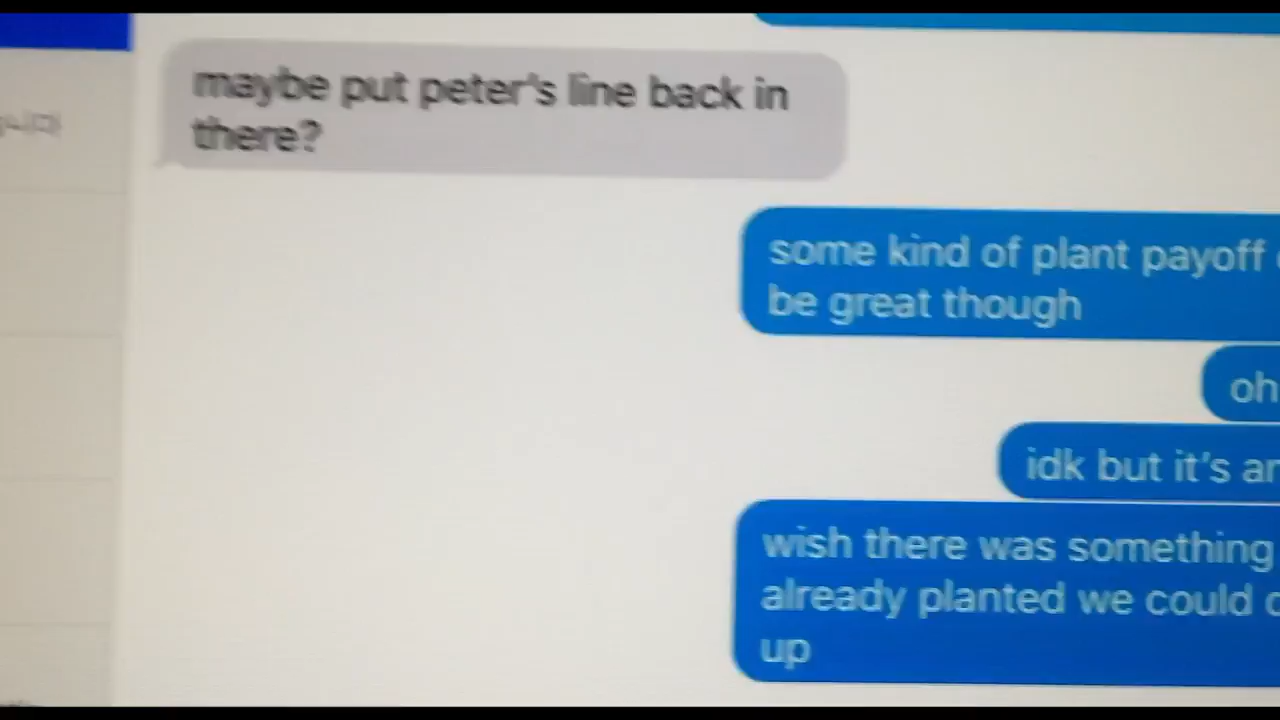 maybe put peter's line back in
there?
some kind of plant payoff
be great though
oh
idk but it's
wish there was something
already planted we could
up